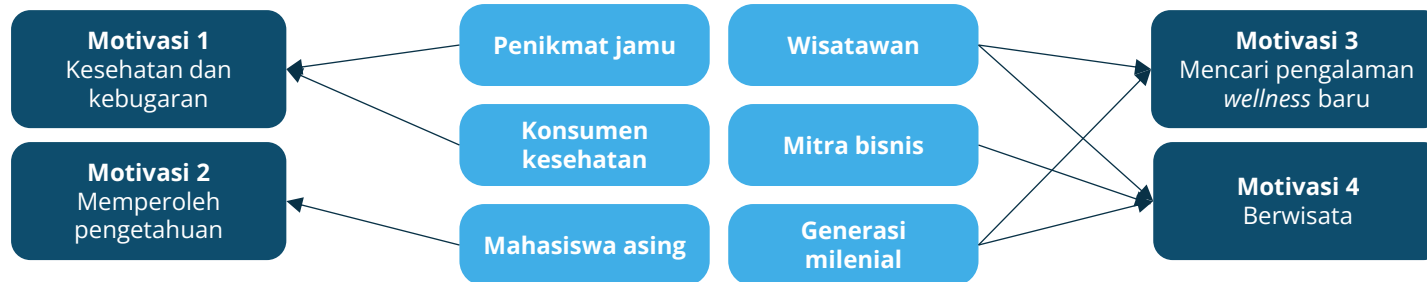 Motivasi 1
Kesehatan dan
kebugaran
Motivasi 2
Memperoleh
pengetahuan
Penikmat jamu
Konsumen
kesehatan
Mahasiswa asing
Wisatawan
Mitra bisnis
Generasi
milenial
Motivasi 3
Mencari pengalaman
wellness baru
Motivasi 4
Berwisata